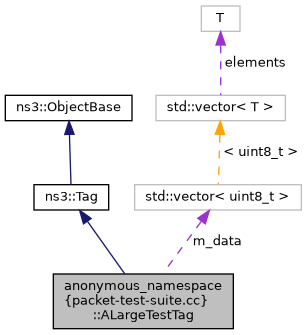 T
elements
ns3::ObjectBase
std::vector< T >
< uint8_t >
ns3::Tag
std::vector< uint8_t >
m_data
anonymous_namespace
{packet-test-suite.cc}
::ALargeTestTag